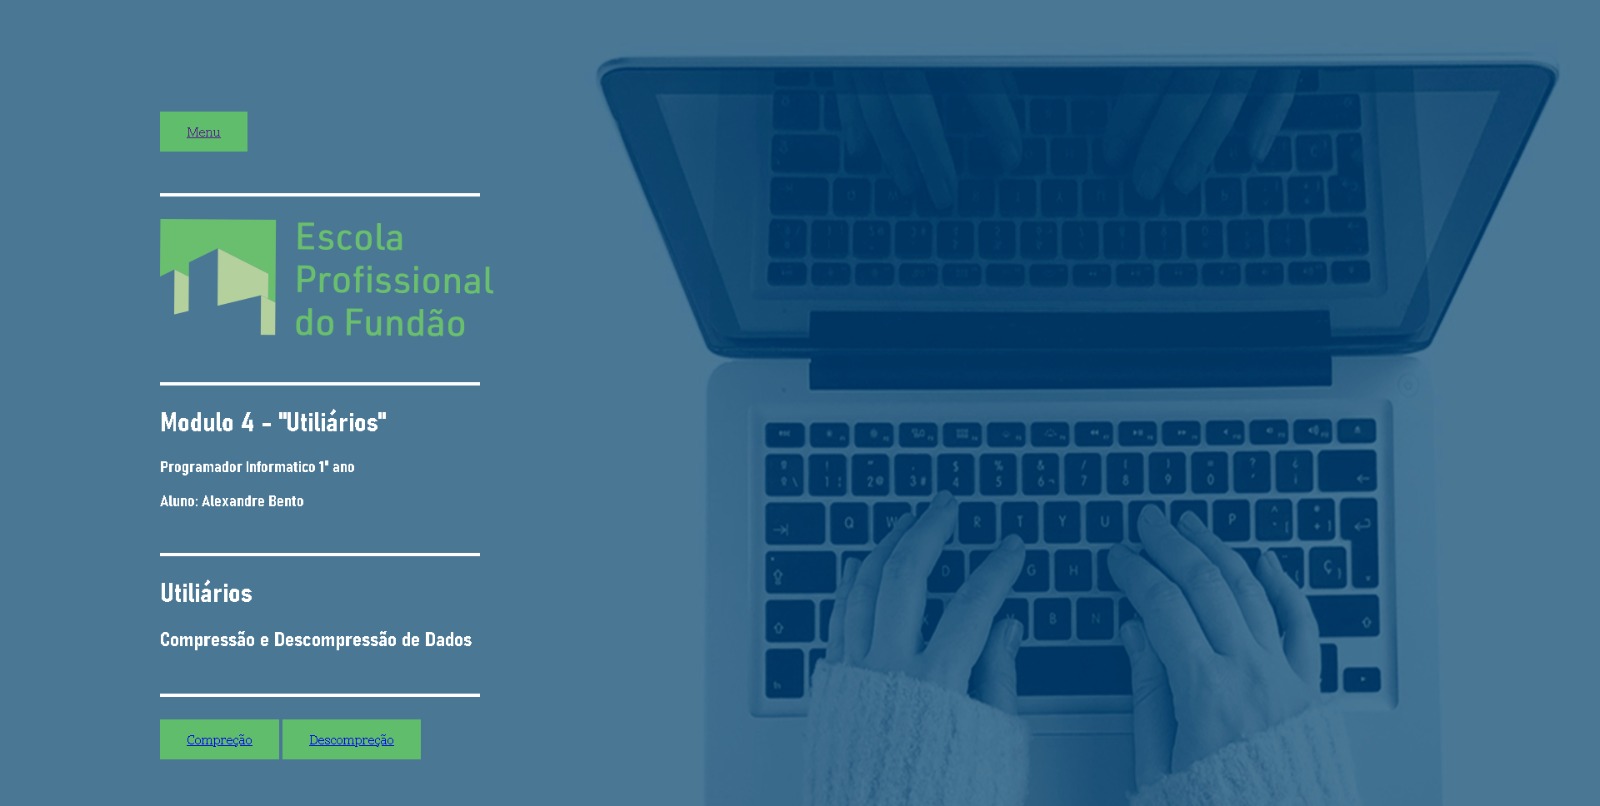 Menu
Escola
Profissional
do Fundão
Modulo 4 - "Utiliários"
Programador Informatico 1º ano
Aluno: Alexandre Bento
Utiliários
Compressão e Descompressão de Dados
Compreção Descompreção